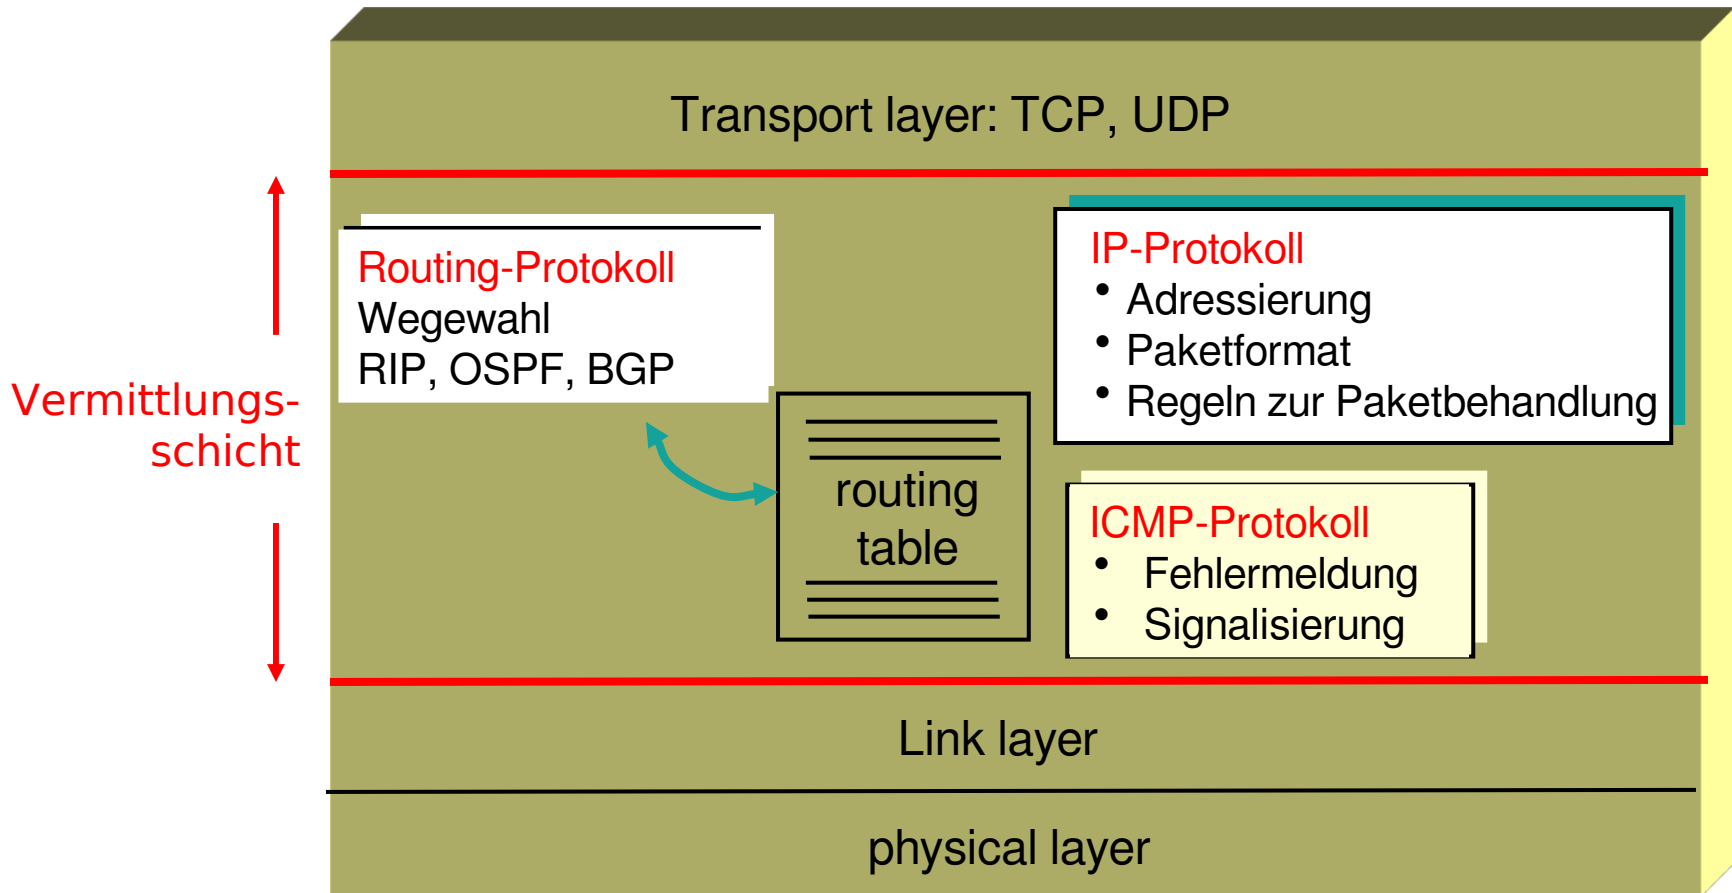 Transport layer: TCP, UDP
Vermittlungs-
schicht
Routing-Protokoll
Wegewahl
RIP, OSPF, BGP
routing
table
IP-Protokoll
• Adressierung
• Paketformat
• Regeln zur Paketbehandlung
ICMP-Protokoll
• Fehlermeldung
• Signalisierung
Link layer
physical layer